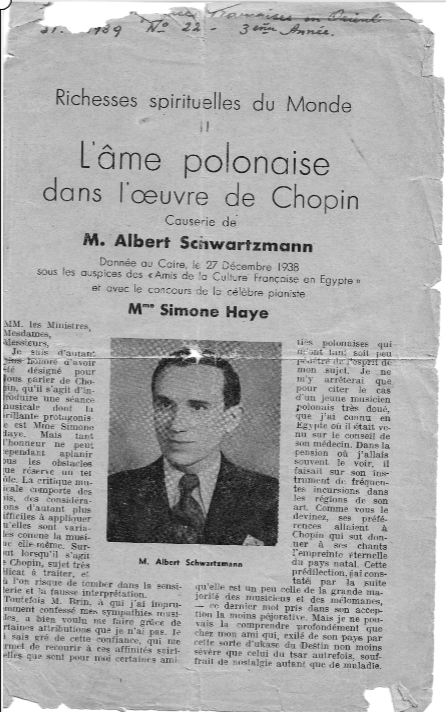 1939 N° 22 - 3ème Année.
Richesses spirituelles du Monde
II
L'âme polonaise
dans l'œuvre de Chopin
Causerie de
M. Albert Schwartzmann
Donnée au Caire, le 27 Décembre 1938
sous les auspices des «Amis de la Culture Française en Egypte»
et avec le concours de la célèbre pianiste
Mme Simone Haye
MM. les Ministres,
Mesdames,
Messieurs,
Je suis d'autant
honoré d'avoir
été désigné pour
vous parler de Cho-
pin, qu'il s'agit d'in-
troduire une séance
musicale dont la
brillante protagonis-
te est Mme Simone
Haye. Mais tant
d'honneur ne peut
cependant aplanir
tous les obstacles
que réserve un tel
rôle. La critique mu-
sicale comporte des
lois, des considéra-
tions d'autant plus
difficiles à appliquer
qu'elles sont varia-
bles comme la musi-
que elle-même. Sur-
tout lorsqu'il s'agit
de Chopin, sujet très
délicat à traiter, et
à l'on risque de tomber dans la sensi-
blerie et la fausse interprétation.
Toutefois M. Brin, à qui j'ai impru-
demment confessé mes sympathies musi-
cales, a bien voulu me faire grâce de
certaines attributions que je n'ai pas. Je
lui sais gré de cette confiance, qui me
permet de recourir à ces affinités spiri-
tuelles que sont pour moi certaines ami-
M. Albert Schwartzmann
tiés polonaises qui
m'ont tant soit peu
pénétré de l'esprit de
mon sujet. Je ne
m'y arrêterai que
pour citer le cas
d'un jeune musicien
polonais très doué,
que j'ai connu en
Egypte où il était ve-
nu sur le conseil de
son médecin. Dans la
pension où j'allais
souvent le voir, il
faisait sur son ins-
trument de fréquen-
tes incursions dans
les régions de son
art. Comme vous le
devinez, ses préfé-
rences allaient à
Chopin qui sut don-
ner à ses chants
l'empreinte éternelle
du pays natal. Cette
prédilection, j'ai cons-
taté par la suite
qu'elle est un peu celle de la grande ma-
jorité des musiciens et des mélomanes,
— ce dernier mot pris dans son accep-
tion la moins péjorative. Mais je ne pou-
vais la comprendre profondément que
chez mon ami qui, exilé de son pays par
cette sorte d'ukase du Destin non moins
sévère que celui du tsar autrefois, souf-
frait de nostalgie autant que de maladie.